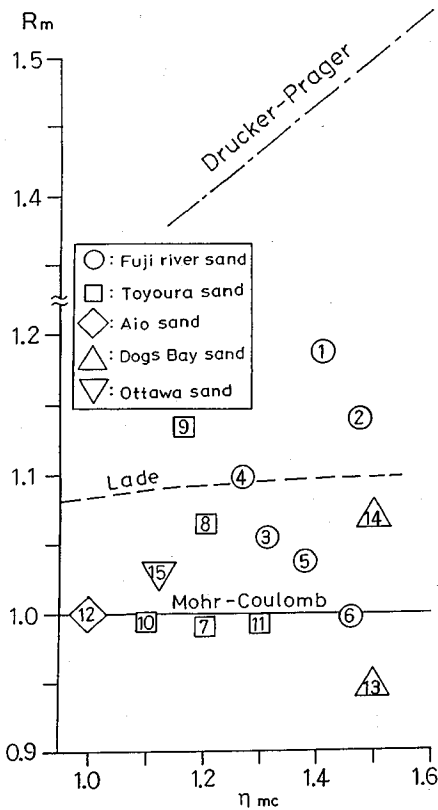 Rm
1.5
Drucker-Prager
1.4
○: Fuji river sand
□: Toyoura sand
◇: Aio sand
△: Dogs Bay sand
▽: Ottawa sand
1.2
1
2
9
Lade
4
1.1
14
8
3
5
15
Mohr-Coulomb
1.0
12
10
7
11
6
13
0.9
1.0
1.2
1.4
1.6
η mc